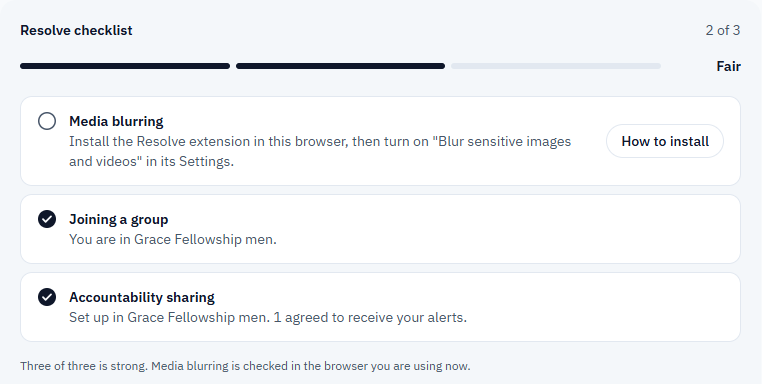 Resolve checklist
2 of 3
Fair
Media blurring
Install the Resolve extension in this browser, then turn on "Blur sensitive images
and videos" in its Settings.
How to install
Joining a group
You are in Grace Fellowship men.
Accountability sharing
Set up in Grace Fellowship men. 1 agreed to receive your alerts.
Three of three is strong. Media blurring is checked in the browser you are using now.